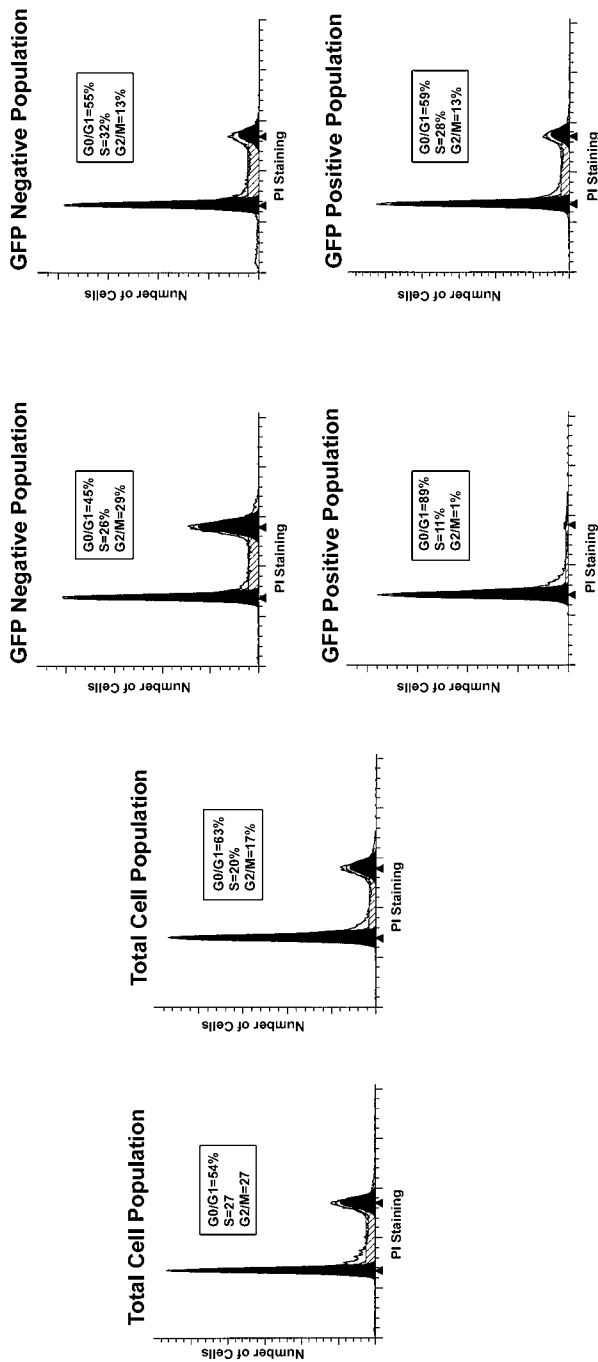 GFP Negative Population
G0/G1=55%
S=32%
G2/M=13%
Number of Cells
PI Staining
GFP Positive Population
G0/G1=59%
S=28%
G2/M=13%
Number of Cells
PI Staining
GFP Negative Population
G0/G1=45%
S=26%
G2/M=29%
Number of Cells
PI Staining
GFP Positive Population
G0/G1=89%
S=11%
G2/M=1%
Number of Cells
PI Staining
Total Cell Population
G0/G1=63%
S=20%
G2/M=17%
Number of Cells
PI Staining
Total Cell Population
G0/G1=54%
S=27
G2/M=27
Number of Cells
PI Staining